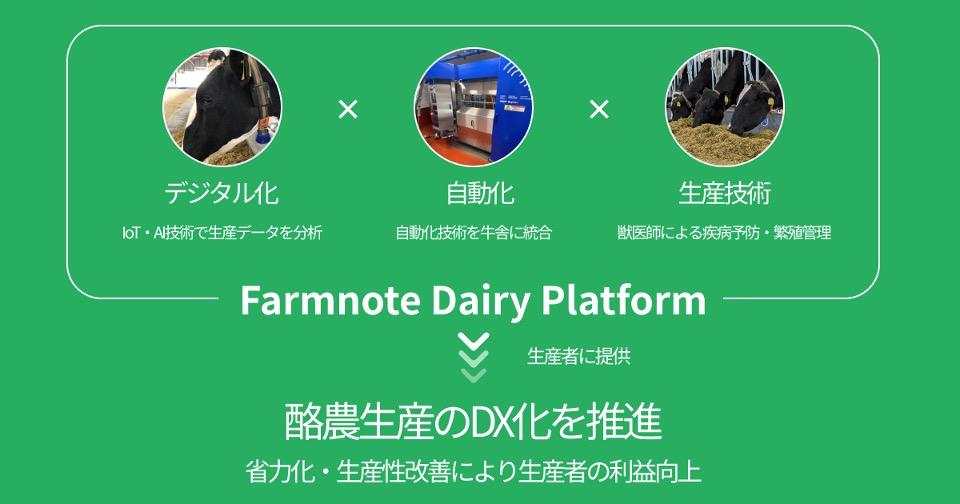 デジタル化
自動化
生産技術
IoT・AI技術で生産データを分析
自動化技術を牛舎に統合
獣医師による疾病予防・繁殖管理
Farmnote Dairy Platform
生産者に提供
酪農生産のDX化を推進
省力化・生産性改善により生産者の利益向上